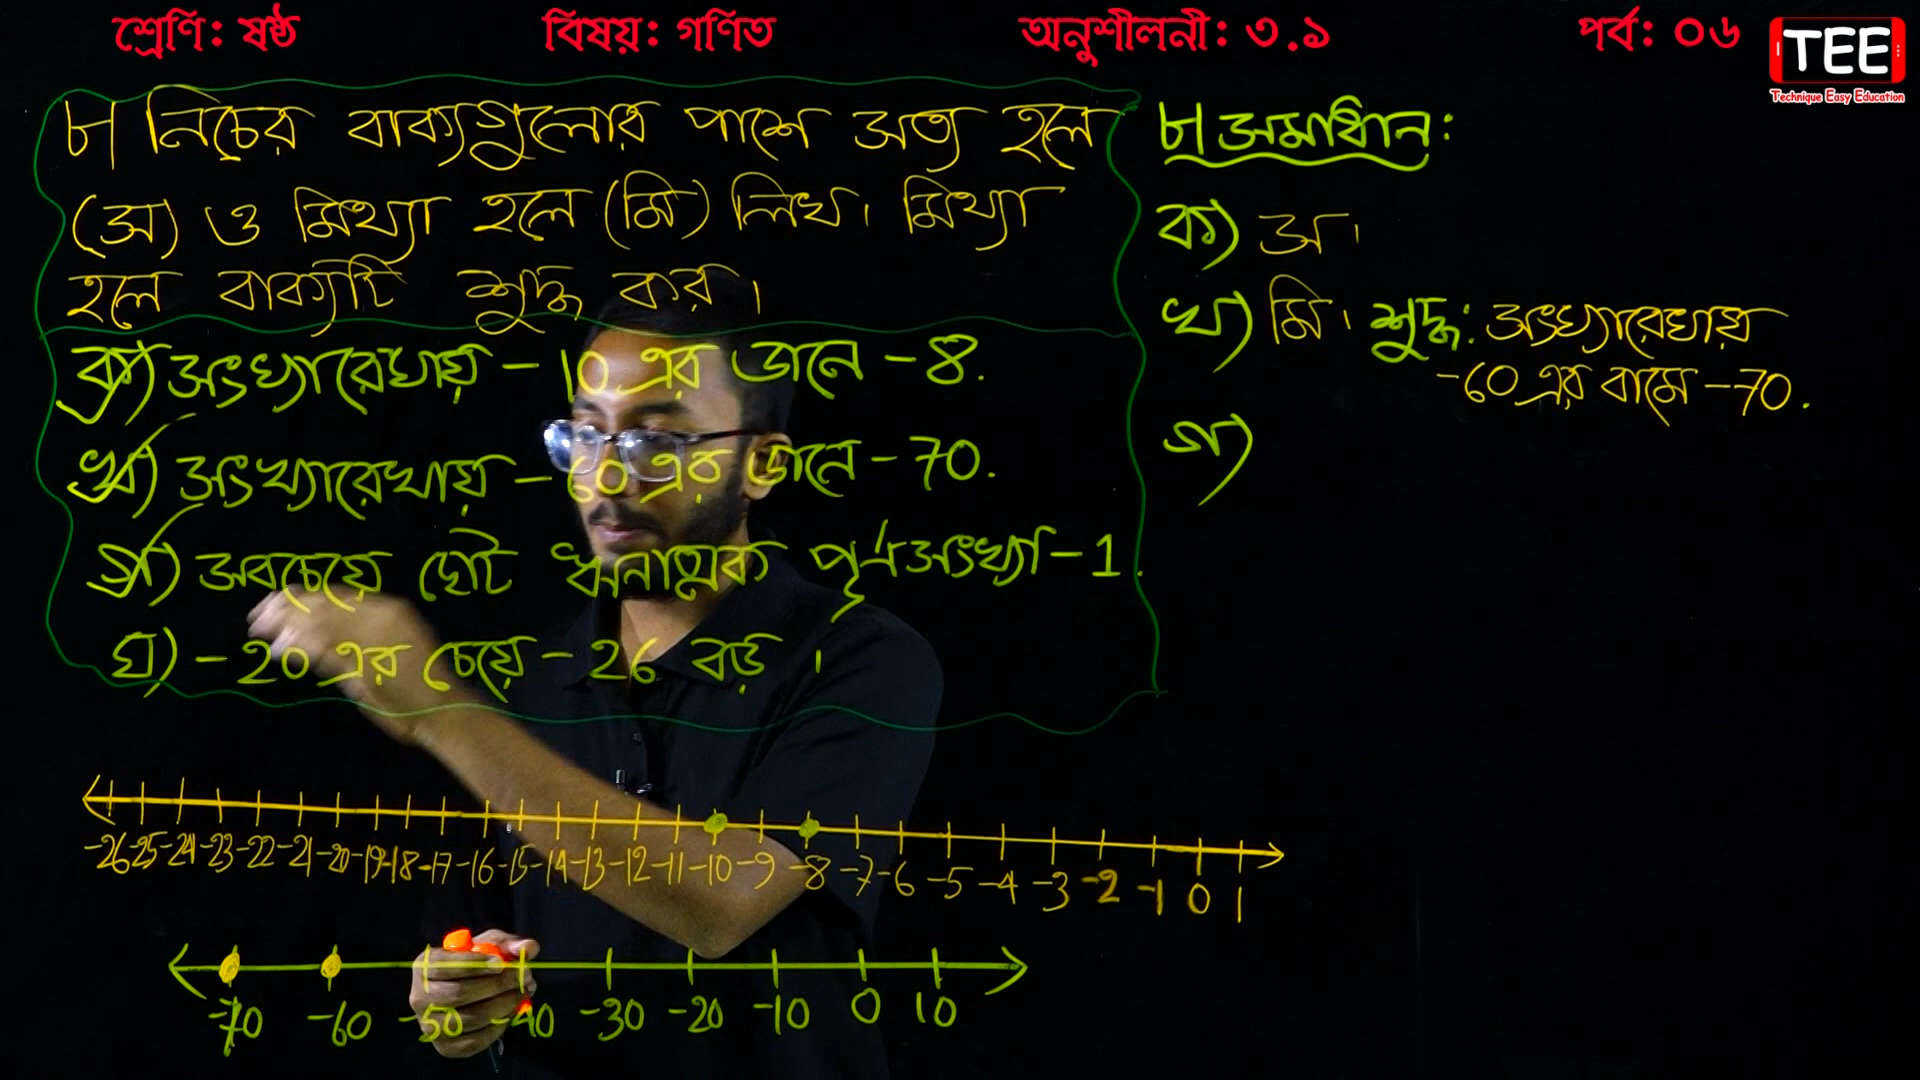 শ্রেণি: ষষ্ঠ
বিষয়: গণিত
অনুশীলনী: ৩.১
পর্ব: ০৬
TEE
Technique Easy Education
৮। নিচের বাক্যগুলোর পাশে সত্য হলে
(স) ও মিথ্যা হলে (মি) লিখ। মিথ্যা
হলে বাক্যটি শুদ্ধ কর।
ক) সংখ্যারেখায় -10 এর ডানে -8.
খ) সংখ্যারেখায় -60 এর ডানে -70.
গ) সবচেয়ে ছোট ঋনাত্মক পূর্ণসংখ্যা -1.
ঘ) -20 এর চেয়ে -26 বড়।
৮। সমাধান:
ক) স।
খ) মি। শুদ্ধ: সংখ্যারেখায়
-60 এর বামে -70.
গ)
-26 -25 -24 -23 -22 -21 -20 -19 -18 -17 -16 -15 -14 -13 -12 -11 -10 -9 -8 -7 -6 -5 -4 -3 -2 -1 0 1
-70 -60 -50 -40 -30 -20 -10 0 10